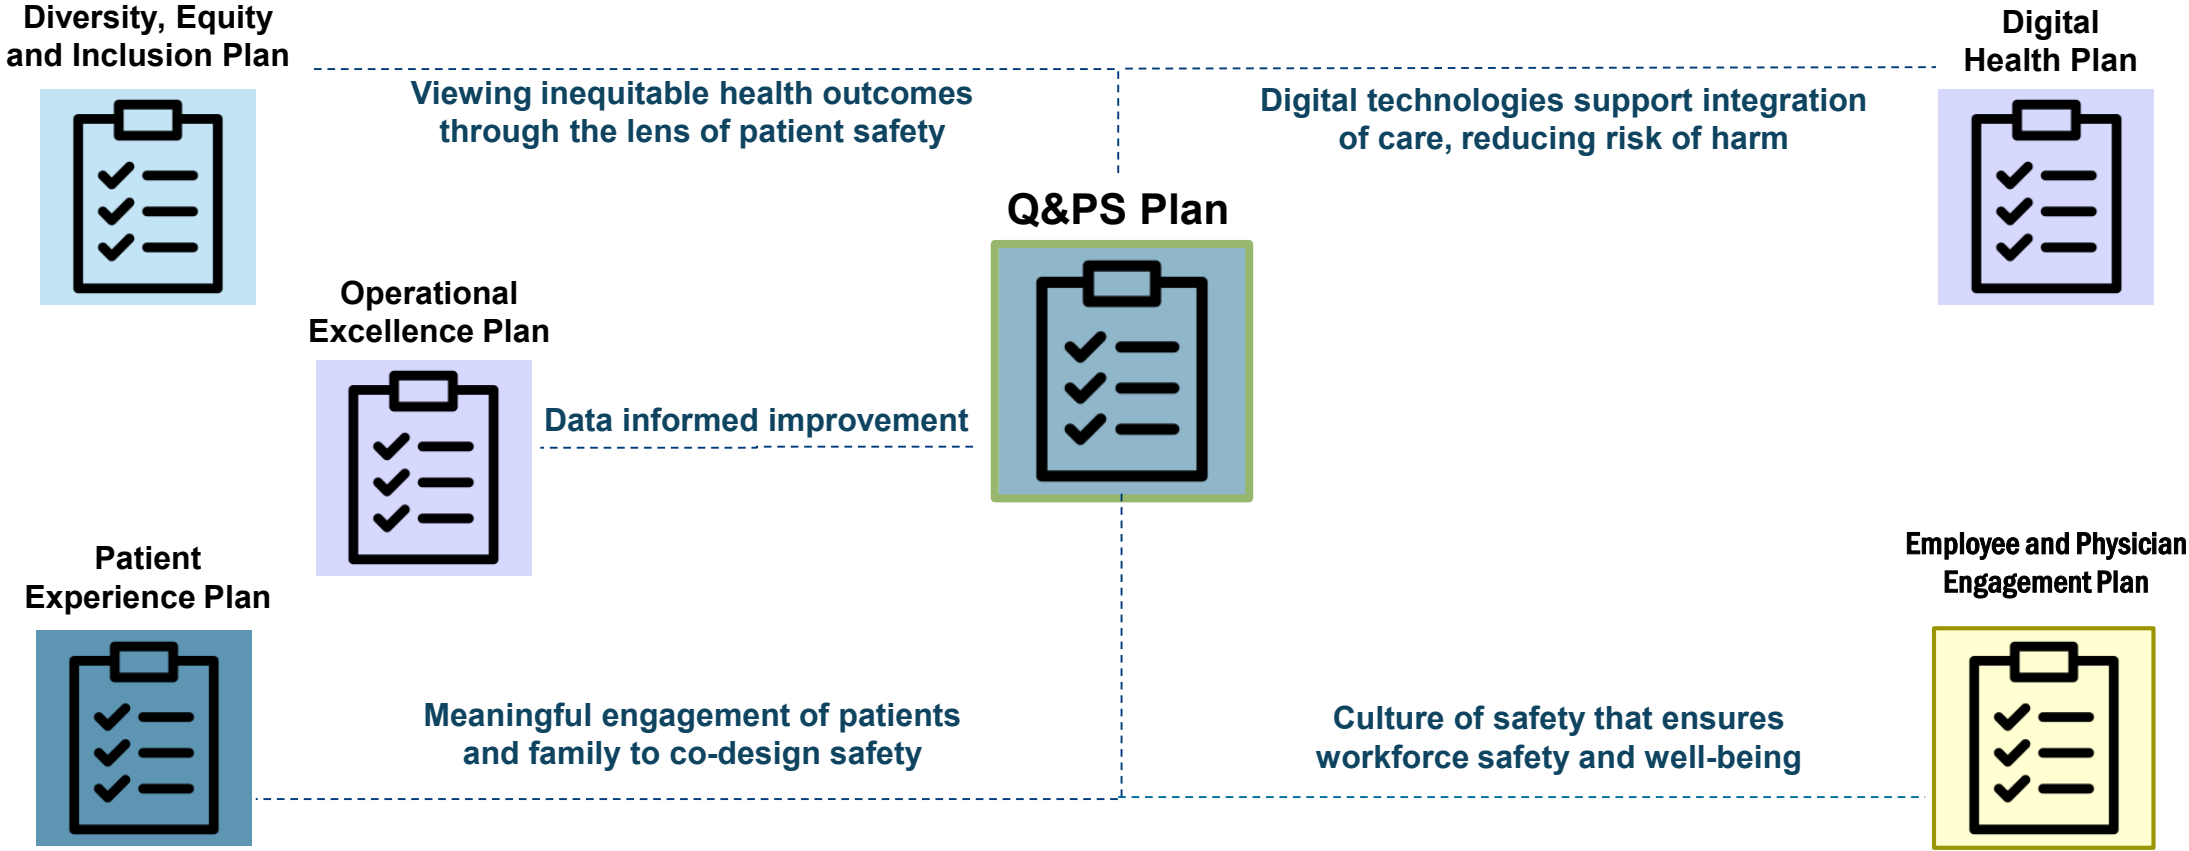 Diversity, Equity
and Inclusion Plan
Viewing inequitable health outcomes
through the lens of patient safety
Digital technologies support integration
of care, reducing risk of harm
Digital
Health Plan
Q&PS Plan
Operational
Excellence Plan
Data informed improvement
Patient
Experience Plan
Meaningful engagement of patients
and family to co-design safety
Culture of safety that ensures
workforce safety and well-being
Employee and Physician
Engagement Plan